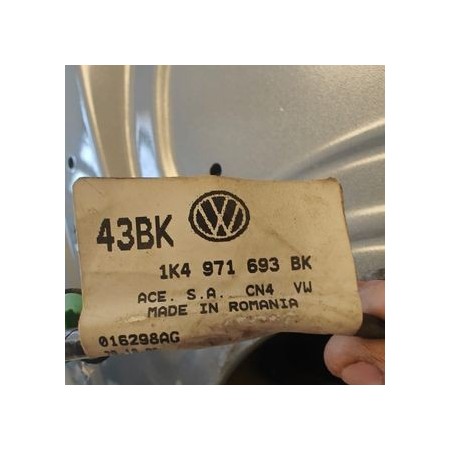 43BK
1K4 971 693 BK
ACE. S.A. CN4 VW
MADE IN ROMANIA
016298AG